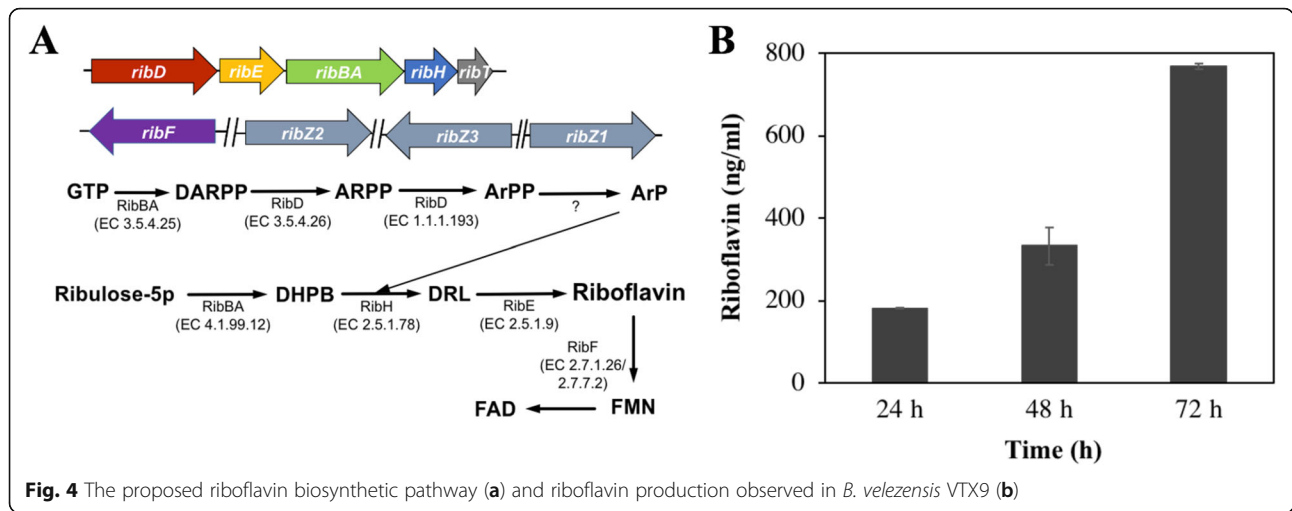 A
ribD ribE ribBA ribH ribT
ribF ribZ2 ribZ3 ribZ1
GTP DARPP ARPP ArPP ArP
RibBA RibD RibD ?
(EC 3.5.4.25) (EC 3.5.4.26) (EC 1.1.1.193)
Ribulose-5p DHPB DRL Riboflavin
RibBA RibH RibE
(EC 4.1.99.12) (EC 2.5.1.78) (EC 2.5.1.9)
RibF
(EC 2.7.1.26/
2.7.7.2)
FAD FMN
B
Riboflavin (ng/ml)
800
600
400
200
0
24 h 48 h 72 h
Time (h)
Fig. 4 The proposed riboflavin biosynthetic pathway (a) and riboflavin production observed in B. velezensis VTX9 (b)